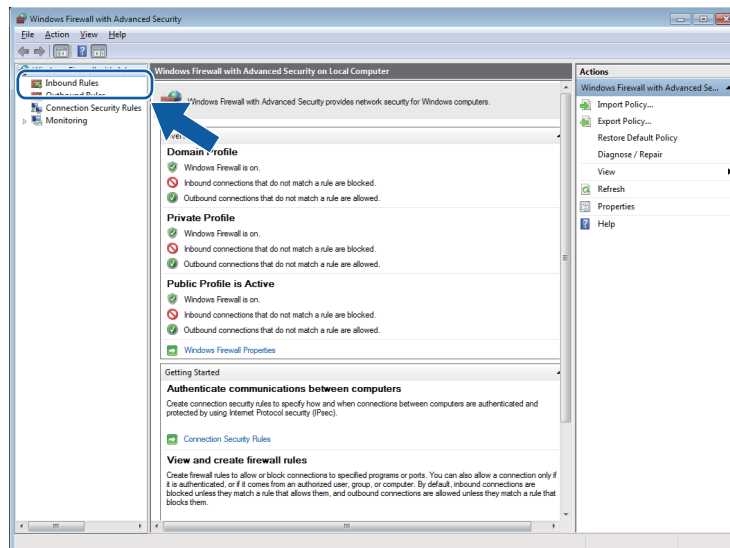 Windows Firewall with Advanced Security
File Action View Help
Inbound Rules
Outbound Rules
Connection Security Rules
Monitoring
Windows Firewall with Advanced Security on Local Computer
Windows Firewall with Advanced Security provides network security for Windows computers.
Domain Profile
Windows Firewall is on.
Inbound connections that do not match a rule are blocked.
Outbound connections that do not match a rule are allowed.
Private Profile
Windows Firewall is on.
Inbound connections that do not match a rule are blocked.
Outbound connections that do not match a rule are allowed.
Public Profile is Active
Windows Firewall is on.
Inbound connections that do not match a rule are blocked.
Outbound connections that do not match a rule are allowed.
Windows Firewall Properties
Getting Started
Authenticate communications between computers
Create connection security rules to specify how and when connections between computers are authenticated and
protected by using Internet Protocol security (IPsec).
Connection Security Rules
View and create firewall rules
Create firewall rules to allow or block connections to specified programs or ports. You can also allow a connection only if
it is authenticated, or if it comes from an authorized user, group, or computer. By default, inbound connections are
blocked unless they match a rule that allows them, and outbound connections are allowed unless they match a rule that
blocks them.
Actions
Windows Firewall with Advanced Se...
Import Policy...
Export Policy...
Restore Default Policy
Diagnose / Repair
View
Refresh
Properties
Help